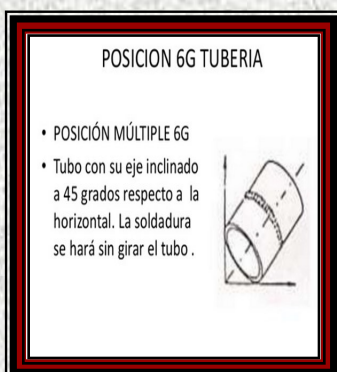 POSICION 6G TUBERIA
• POSICIÓN MÚLTIPLE 6G
• Tubo con su eje inclinado
a 45 grados respecto a la
horizontal. La soldadura
se hará sin girar el tubo .